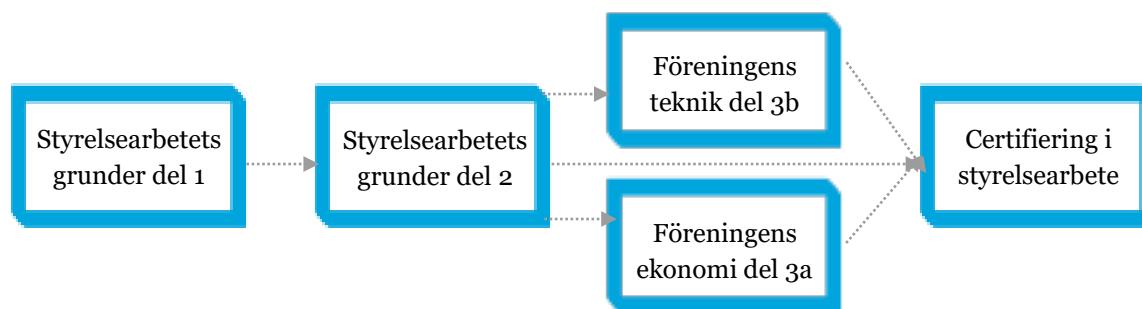 Styrelsearbetets
grunder del 1
Styrelsearbetets
grunder del 2
Föreningens
teknik del 3b
Föreningens
ekonomi del 3a
Certifiering i
styrelsearbete